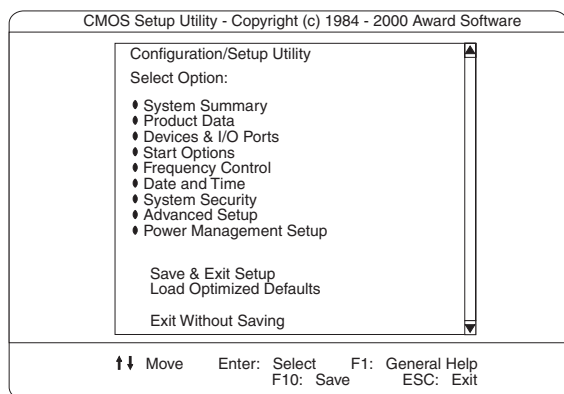 CMOS Setup Utility - Copyright (c) 1984 - 2000 Award Software
Configuration/Setup Utility
Select Option:
System Summary
Product Data
Devices & I/O Ports
Start Options
Frequency Control
Date and Time
System Security
Advanced Setup
Power Management Setup
Save & Exit Setup
Load Optimized Defaults
Exit Without Saving
Move Enter: Select F1: General Help
F10: Save ESC: Exit